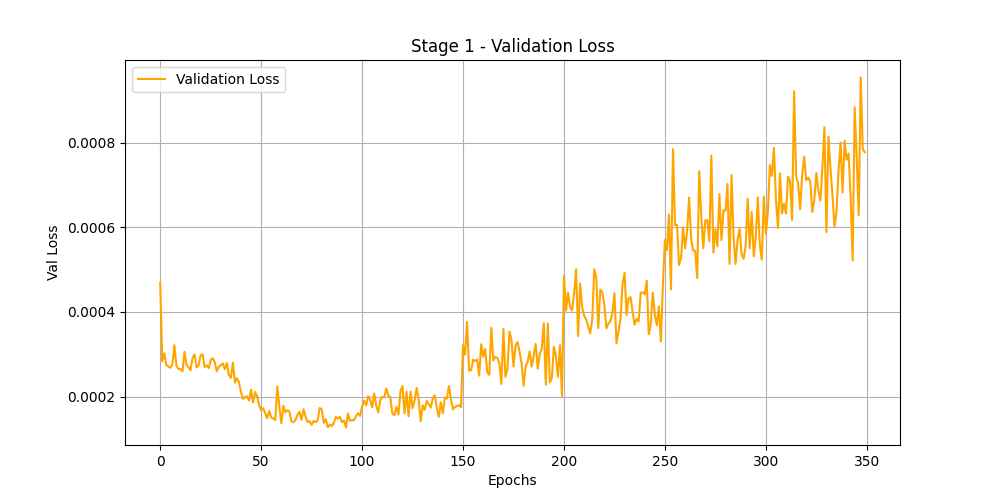 Stage 1 - Validation Loss
Validation Loss
0.0008
0.0006
0.0004
0.0002
Val Loss
0 50 100 150 200 250 300 350
Epochs